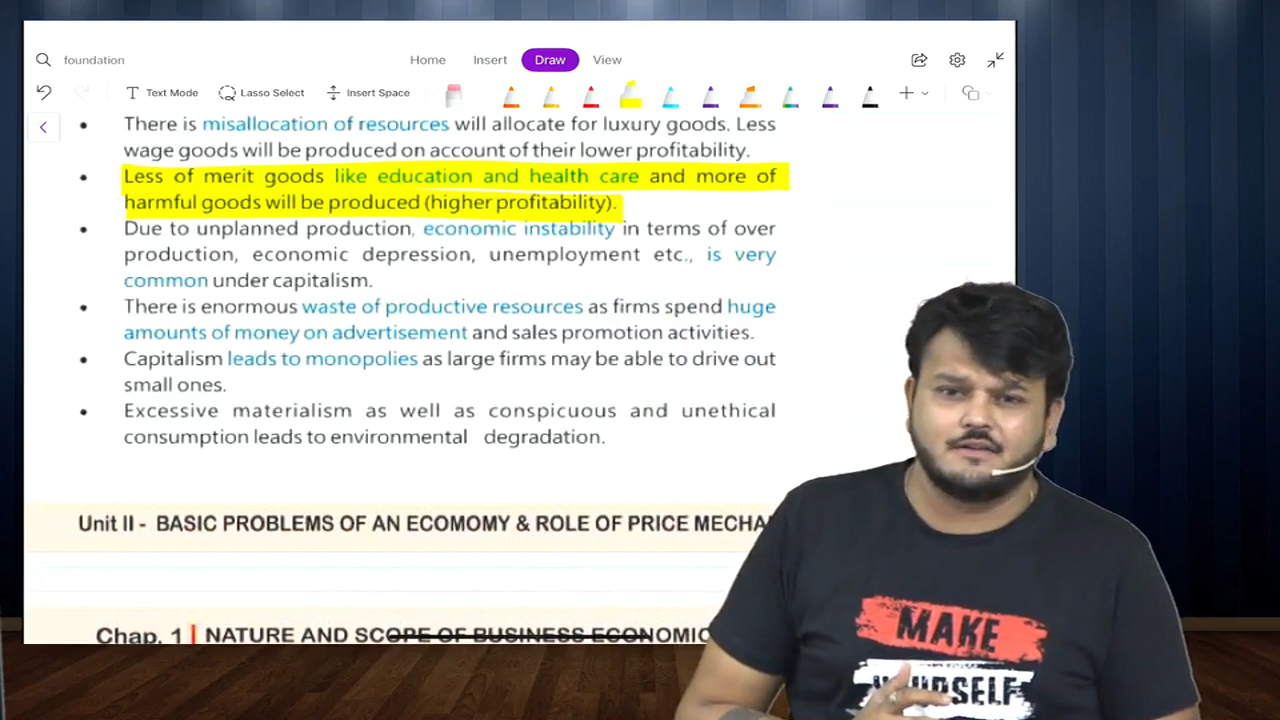 foundation
Home Insert Draw View
Text Mode Lasso Select Insert Space
There is misallocation of resources will allocate for luxury goods. Less
wage goods will be produced on account of their lower profitability.
Less of merit goods like education and health care and more of
harmful goods will be produced (higher profitability).
Due to unplanned production, economic instability in terms of over
production, economic depression, unemployment etc., is very
common under capitalism.
There is enormous waste of productive resources as firms spend huge
amounts of money on advertisement and sales promotion activities.
Capitalism leads to monopolies as large firms may be able to drive out
small ones.
Excessive materialism as well as conspicuous and unethical
consumption leads to environmental degradation.
Unit II - BASIC PROBLEMS OF AN ECOMOMY & ROLE OF PRICE MECHA
Chap. 1 | NATURE AND SCOPE OF BUSINESS ECONOMIC
MAKE